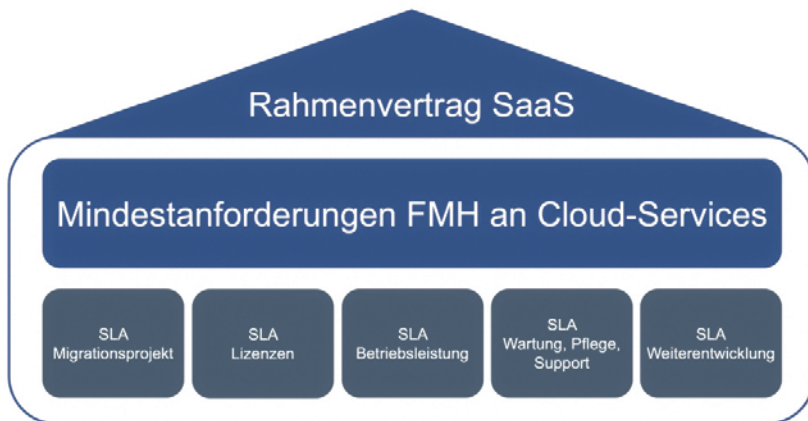 Rahmenvertrag SaaS
Mindestanforderungen FMH an Cloud-Services
SLA
Migrationsprojekt
SLA
Lizenzen
SLA
Betriebsleistung
SLA
Wartung, Pflege,
Support
SLA
Weiterentwicklung